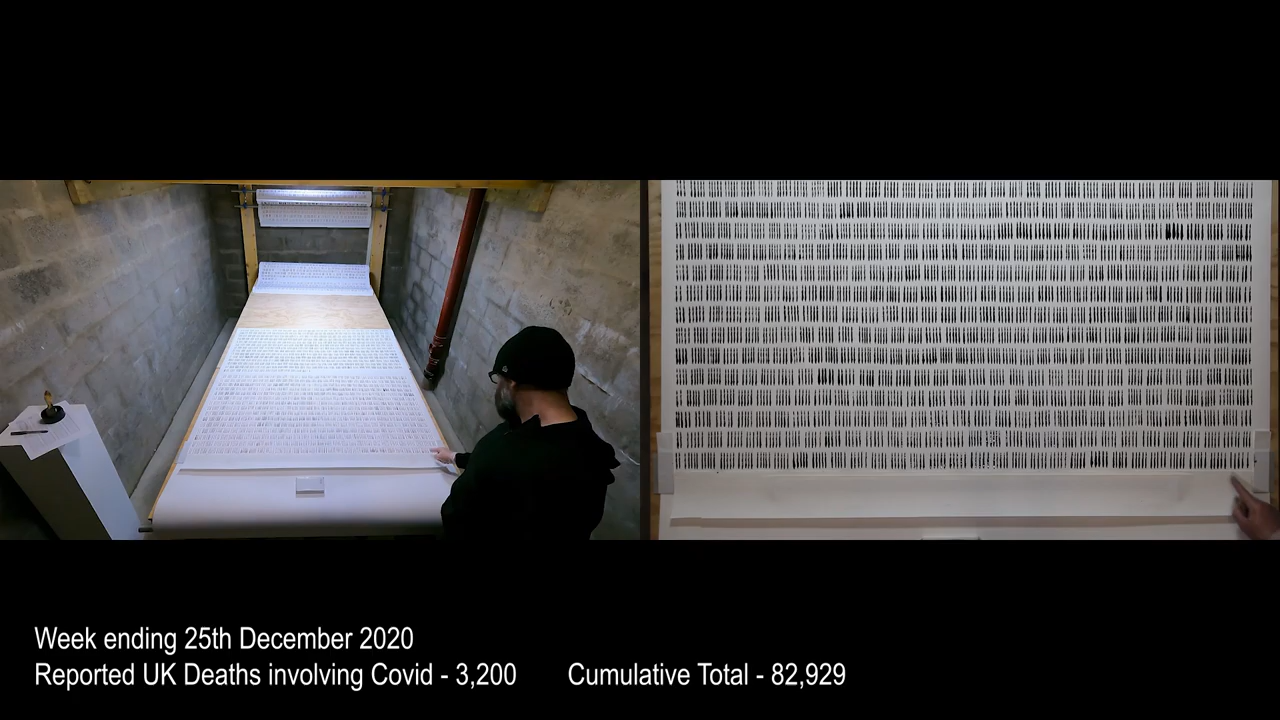 Week ending 25th December 2020
Reported UK Deaths involving Covid - 3,200 Cumulative Total - 82,929